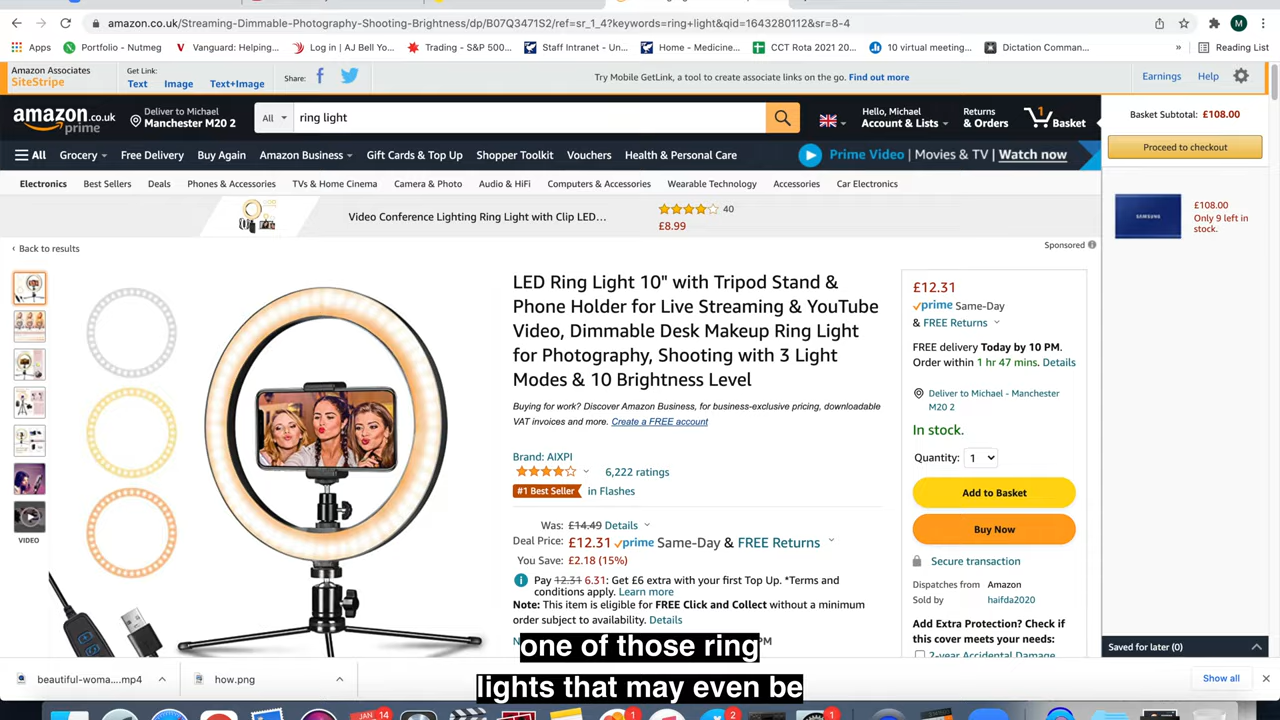 amazon.co.uk/Streaming-Dimmable-Photography-Shooting-Brightness/dp/B07Q3471S2/ref=sr_1_4?keywords=ring+light&qid=1643280112&sr=8-4
M
Apps
Portfolio - Nutmeg
Vanguard: Helping...
Log in | AJ Bell Yo...
Trading - S&P 500...
Staff Intranet - Un...
Home - Medicine...
CCT Rota 2021 20...
10 virtual meeting...
Dictation Comman...
»
Reading List
Amazon Associates
SiteStripe
Get Link:
Text
Image
Text+Image
Share:
Try Mobile GetLink, a tool to create associate links on the go. Find out more
Earnings
Help
amazon.co.uk
prime
Deliver to Michael
Manchester M20 2
All
ring light
Hello, Michael
Account & Lists
Returns
& Orders
1
Basket
Basket Subtotal: £108.00
Proceed to checkout
All
Grocery
Free Delivery
Buy Again
Amazon Business
Gift Cards & Top Up
Shopper Toolkit
Vouchers
Health & Personal Care
Prime Video | Movies & TV | Watch now
Electronics
Best Sellers
Deals
Phones & Accessories
TVs & Home Cinema
Camera & Photo
Audio & HiFi
Computers & Accessories
Wearable Technology
Accessories
Car Electronics
Video Conference Lighting Ring Light with Clip LED...
40
£8.99
SAMSUNG
£108.00
Only 9 left in
stock.
‹ Back to results
Sponsored
LED Ring Light 10" with Tripod Stand &
Phone Holder for Live Streaming & YouTube
Video, Dimmable Desk Makeup Ring Light
for Photography, Shooting with 3 Light
Modes & 10 Brightness Level
Buying for work? Discover Amazon Business, for business-exclusive pricing, downloadable
VAT invoices and more. Create a FREE account
Brand: AIXPI
6,222 ratings
#1 Best Seller
in Flashes
Was: £14.49 Details
Deal Price: £12.31 prime Same-Day & FREE Returns
You Save: £2.18 (15%)
Pay 12.31 6.31: Get £6 extra with your first Top Up. *Terms and
conditions apply. Learn more
Note: This item is eligible for FREE Click and Collect without a minimum
order subject to availability. Details
VIDEO
£12.31
prime Same-Day
& FREE Returns
FREE delivery Today by 10 PM.
Order within 1 hr 47 mins. Details
Deliver to Michael - Manchester
M20 2
In stock.
Quantity: 1
Add to Basket
Buy Now
Secure transaction
Dispatches from
Amazon
Sold by
haifda2020
Add Extra Protection? Check if
this cover meets your needs:
2-year Accidental Damage
Saved for later (0)
one of those ring
lights that may even be
beautiful-woma....mp4
how.png
Show all
JAN 14
1
2
1